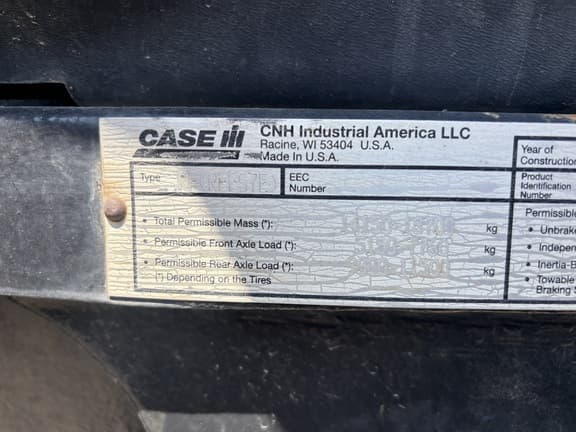 CASE IH
CNH Industrial America LLC
Racine, WI 53404 U.S.A.
Made in U.S.A.
Year of
Construction
Type
EEC
Number
Product
Identification
Number
• Total Permissible Mass (*): kg
• Permissible Front Axle Load (*): kg
• Permissible Rear Axle Load (*): kg
(*) Depending on the Tires
Permissibl
• Unbrake
• Indepen
• Inertia-B
• Towable
Braking S